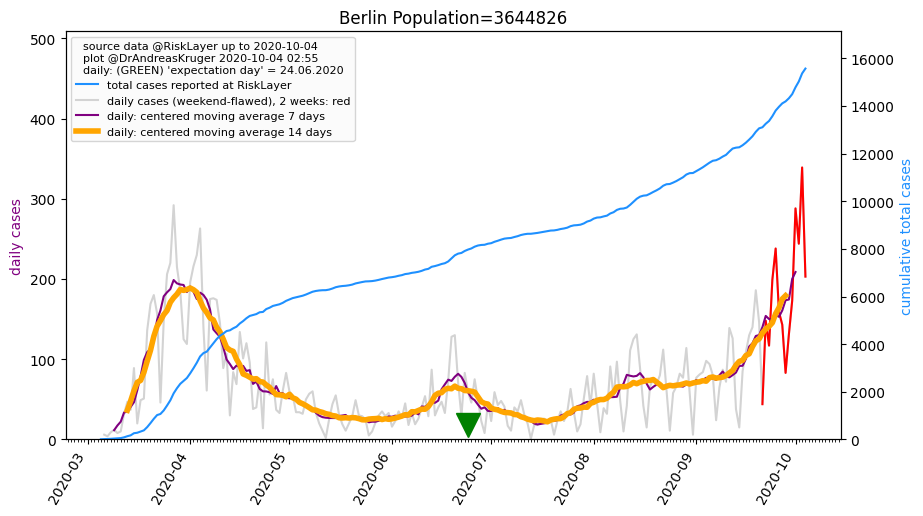 Berlin Population=3644826
source data @RiskLayer up to 2020-10-04
plot @DrAndreasKruger 2020-10-04 02:55
daily: (GREEN) 'expectation day' = 24.06.2020
total cases reported at RiskLayer
daily cases (weekend-flawed), 2 weeks: red
daily: centered moving average 7 days
daily: centered moving average 14 days
daily cases
500
400
300
200
100
0
cumulative total cases
16000
14000
12000
10000
8000
6000
4000
2000
0
2020-03
2020-04
2020-05
2020-06
2020-07
2020-08
2020-09
2020-10